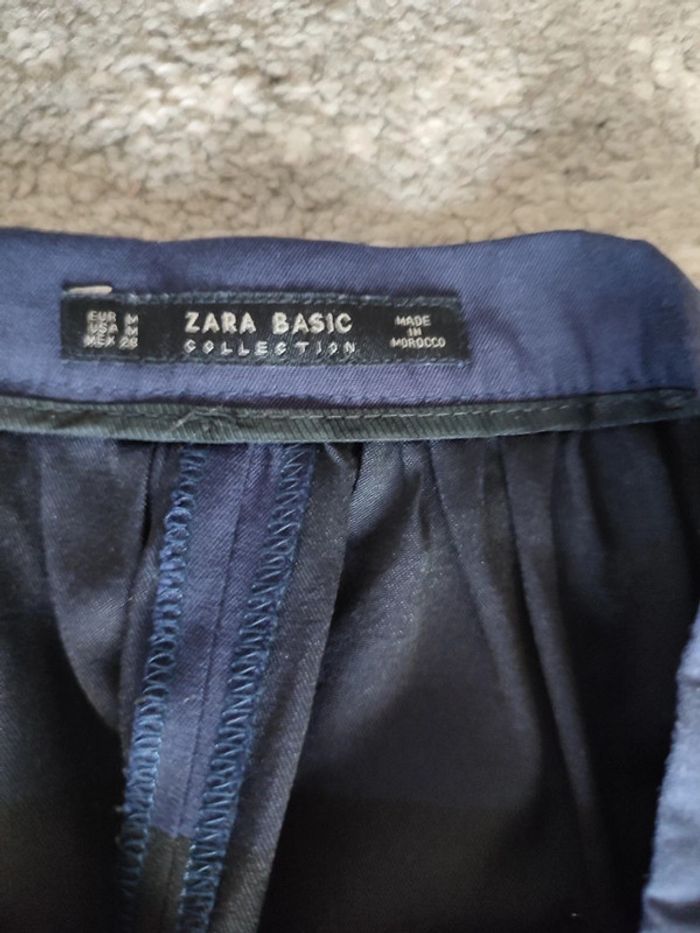 EUR M
USA M
MEX 28
ZARA BASIC
COLLECTION
MADE
IN
MOROCCO